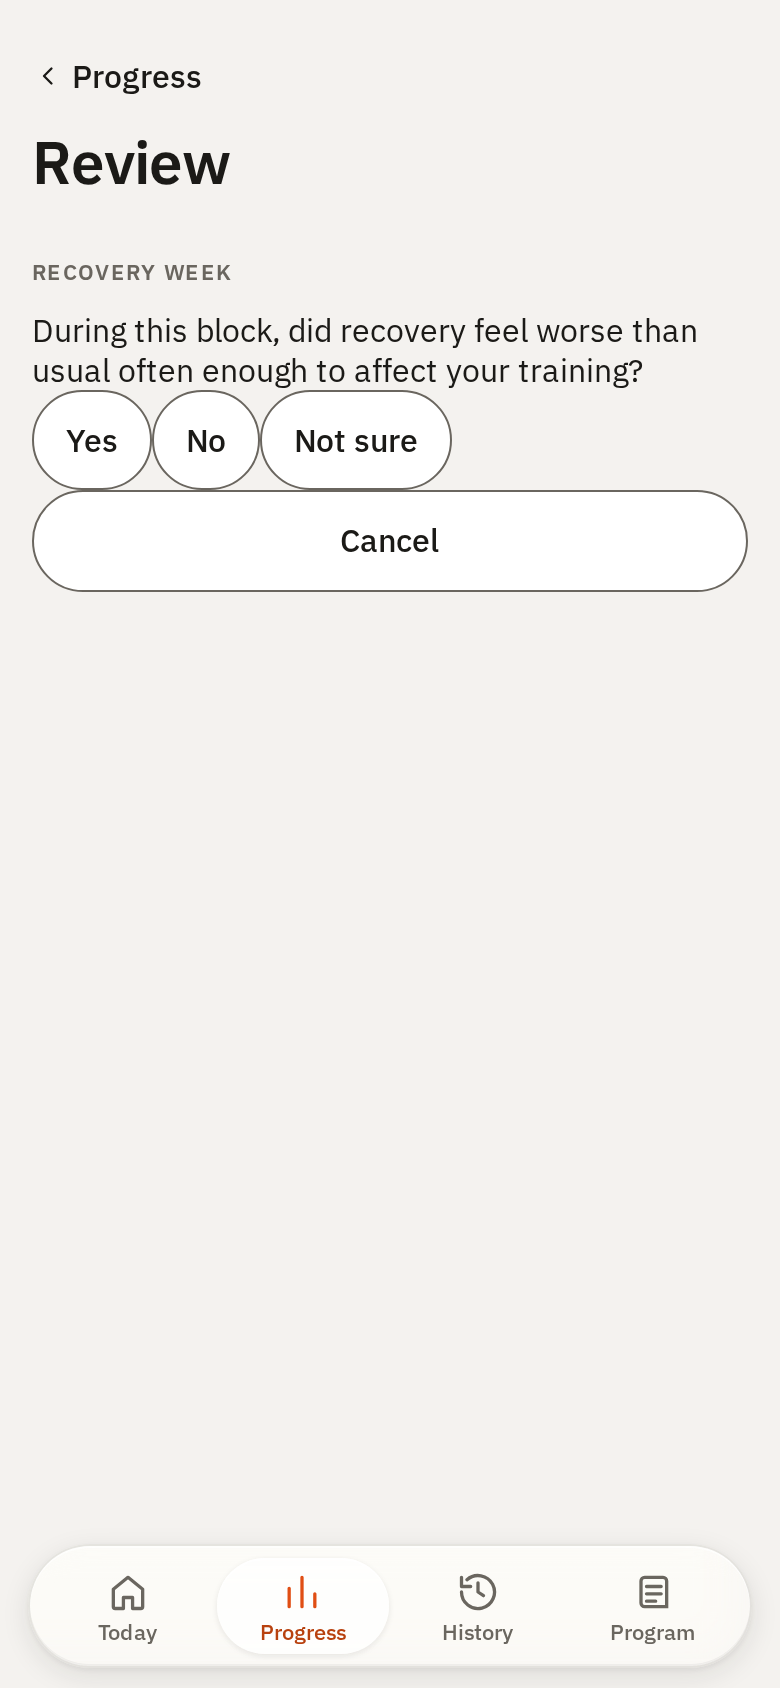 Progress
Review
RECOVERY WEEK
During this block, did recovery feel worse than
usual often enough to affect your training?
Yes No Not sure
Cancel
Today Progress History Program